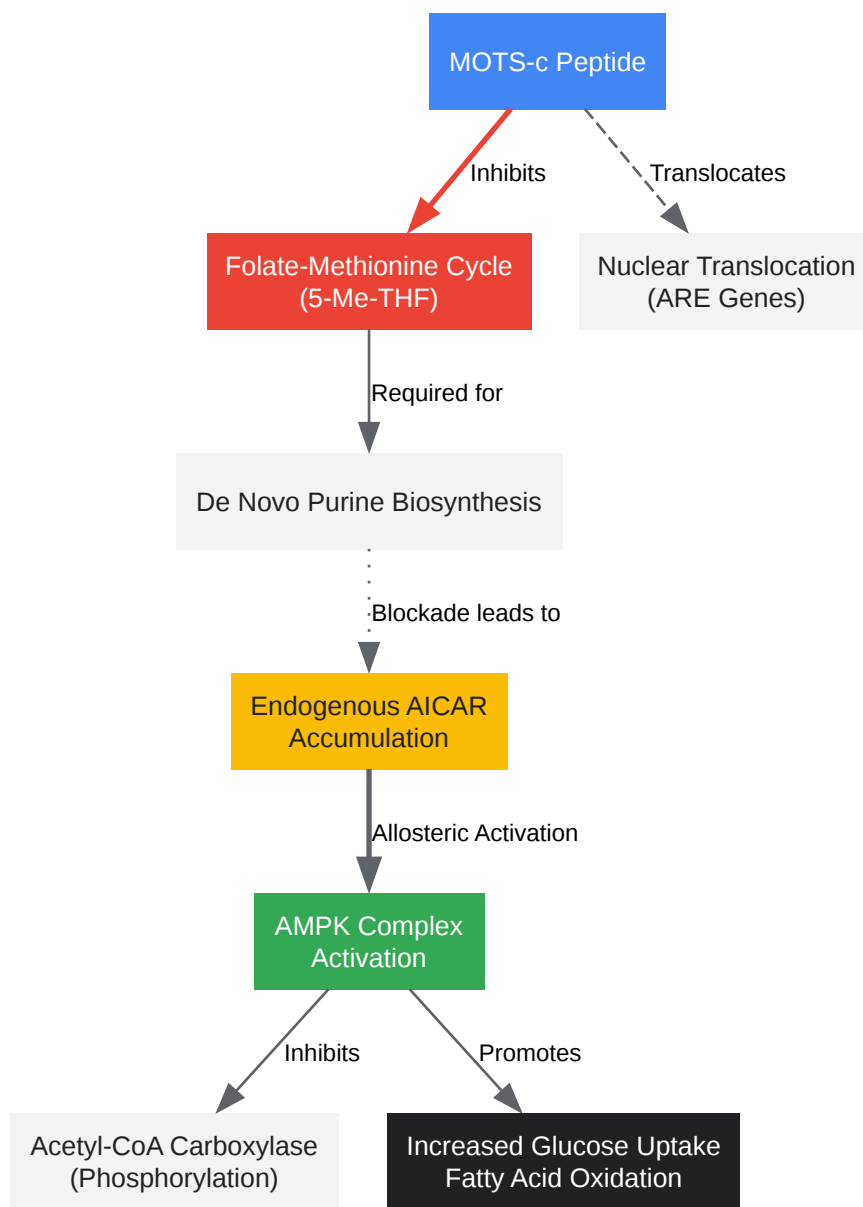 MOTS-c Peptide
Inhibits
Translocates
Folate-Methionine Cycle
(5-Me-THF)
Nuclear Translocation
(ARE Genes)
Required for
De Novo Purine Biosynthesis
Blockade leads to
Endogenous AICAR
Accumulation
Allosteric Activation
AMPK Complex
Activation
Inhibits
Promotes
Acetyl-CoA Carboxylase
(Phosphorylation)
Increased Glucose Uptake
Fatty Acid Oxidation